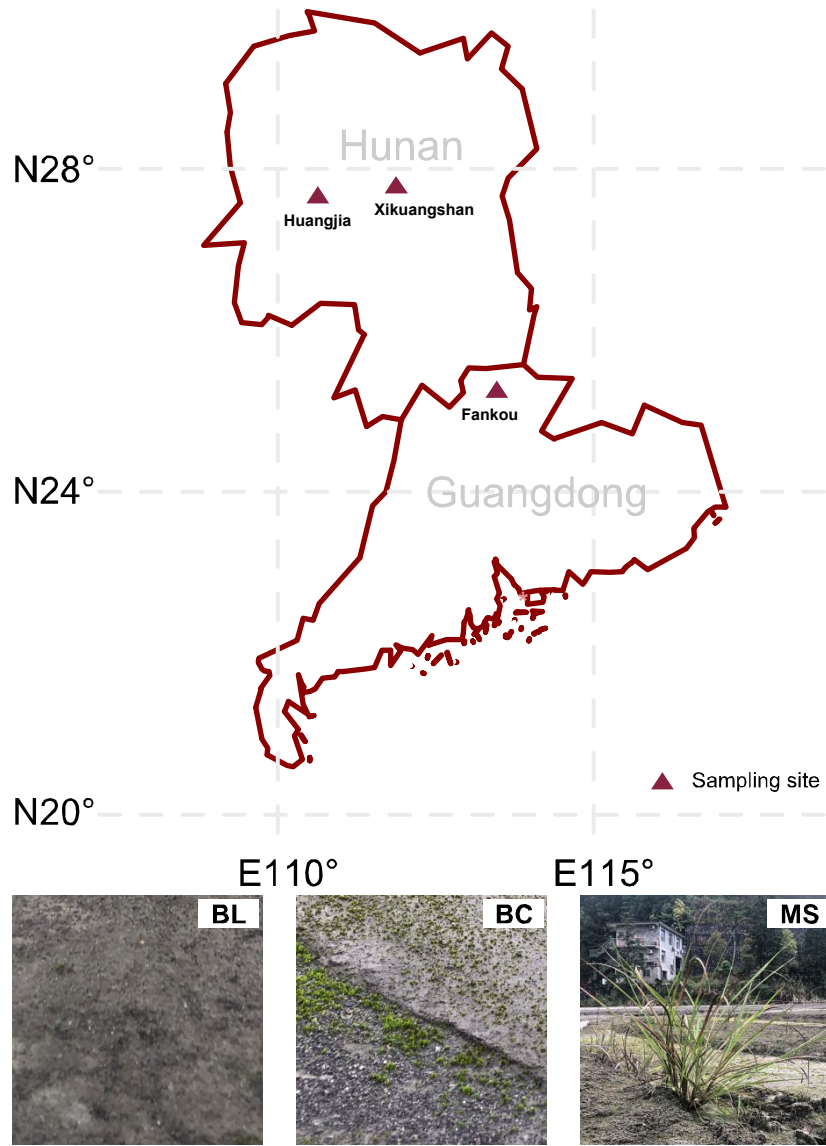 Hunan
N28°
Huangjia
Xikuangshan
Fankou
N24°
Guangdong
Sampling site
N20°
E110°
E115°
BL
BC
MS